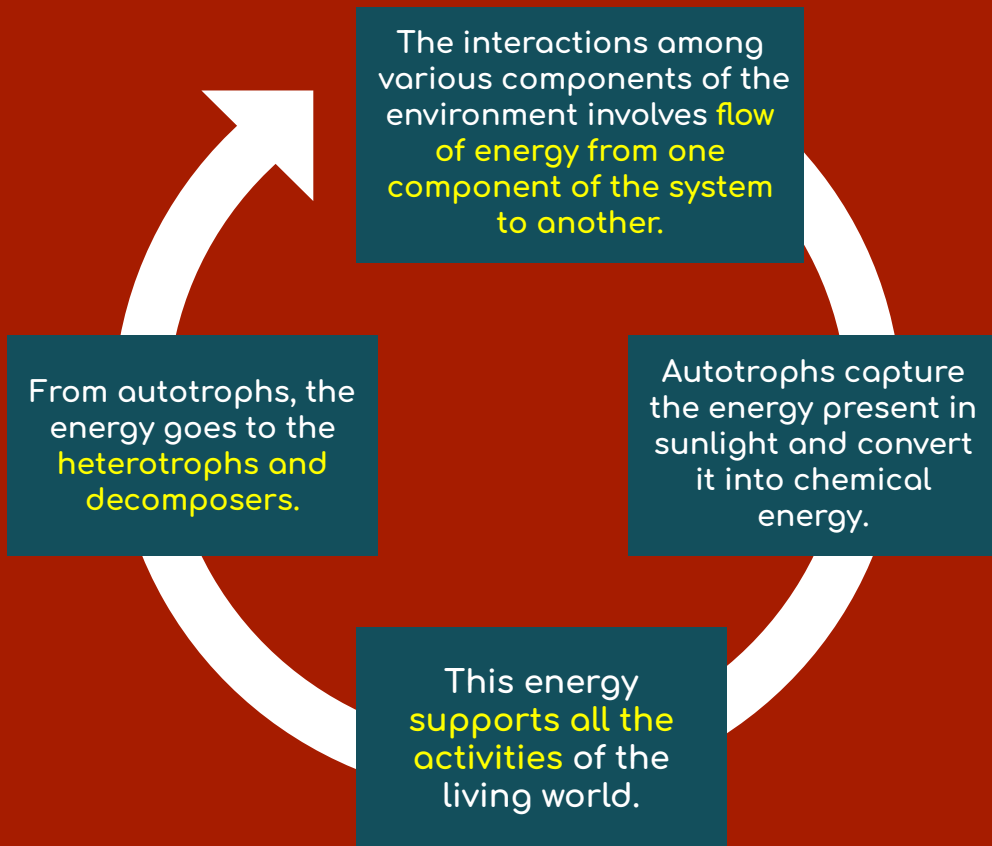 The interactions among
various components of the
environment involves flow
of energy from one
component of the system
to another.
Autotrophs capture
the energy present in
sunlight and convert
it into chemical
energy.
This energy
supports all the
activities of the
living world.
From autotrophs, the
energy goes to the
heterotrophs and
decomposers.